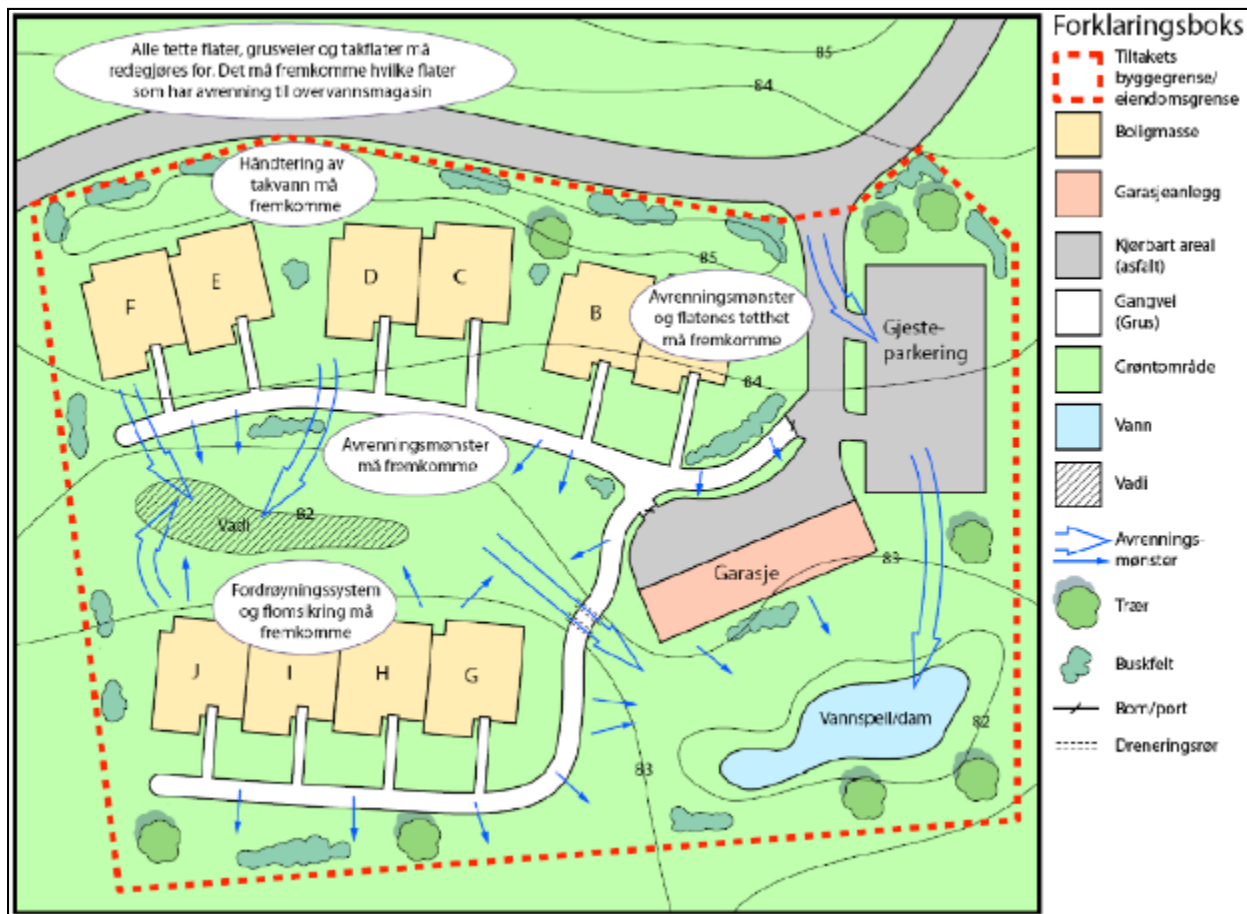 Alle tette flater, grusveier og takflater må
redegjøres for. Det må fremkomme hvilke flater
som har avrenning til overvannsmagasin
85
84
Håndtering av
takvann må
fremkomme
85
F
E
D
C
B
Avrenningsmønster
og flatenes tetthet
må fremkomme
84
Gjeste-
parkering
Avrenningsmønster
må fremkomme
82
Vadi
Garasje
83
Fordrøyningssystem
og flomsikring må
fremkomme
J
I
H
G
Vannspeil/dam
82
83
Forklaringsboks
Tiltakets
byggegrense/
eiendomsgrense
Boligmasse
Garasjeanlegg
Kjørbart areal
(asfalt)
Gangvei
(Grus)
Grøntområde
Vann
Vadi
Avrennings-
mønster
Trær
Buskfelt
Bom/port
Dreneringsrør